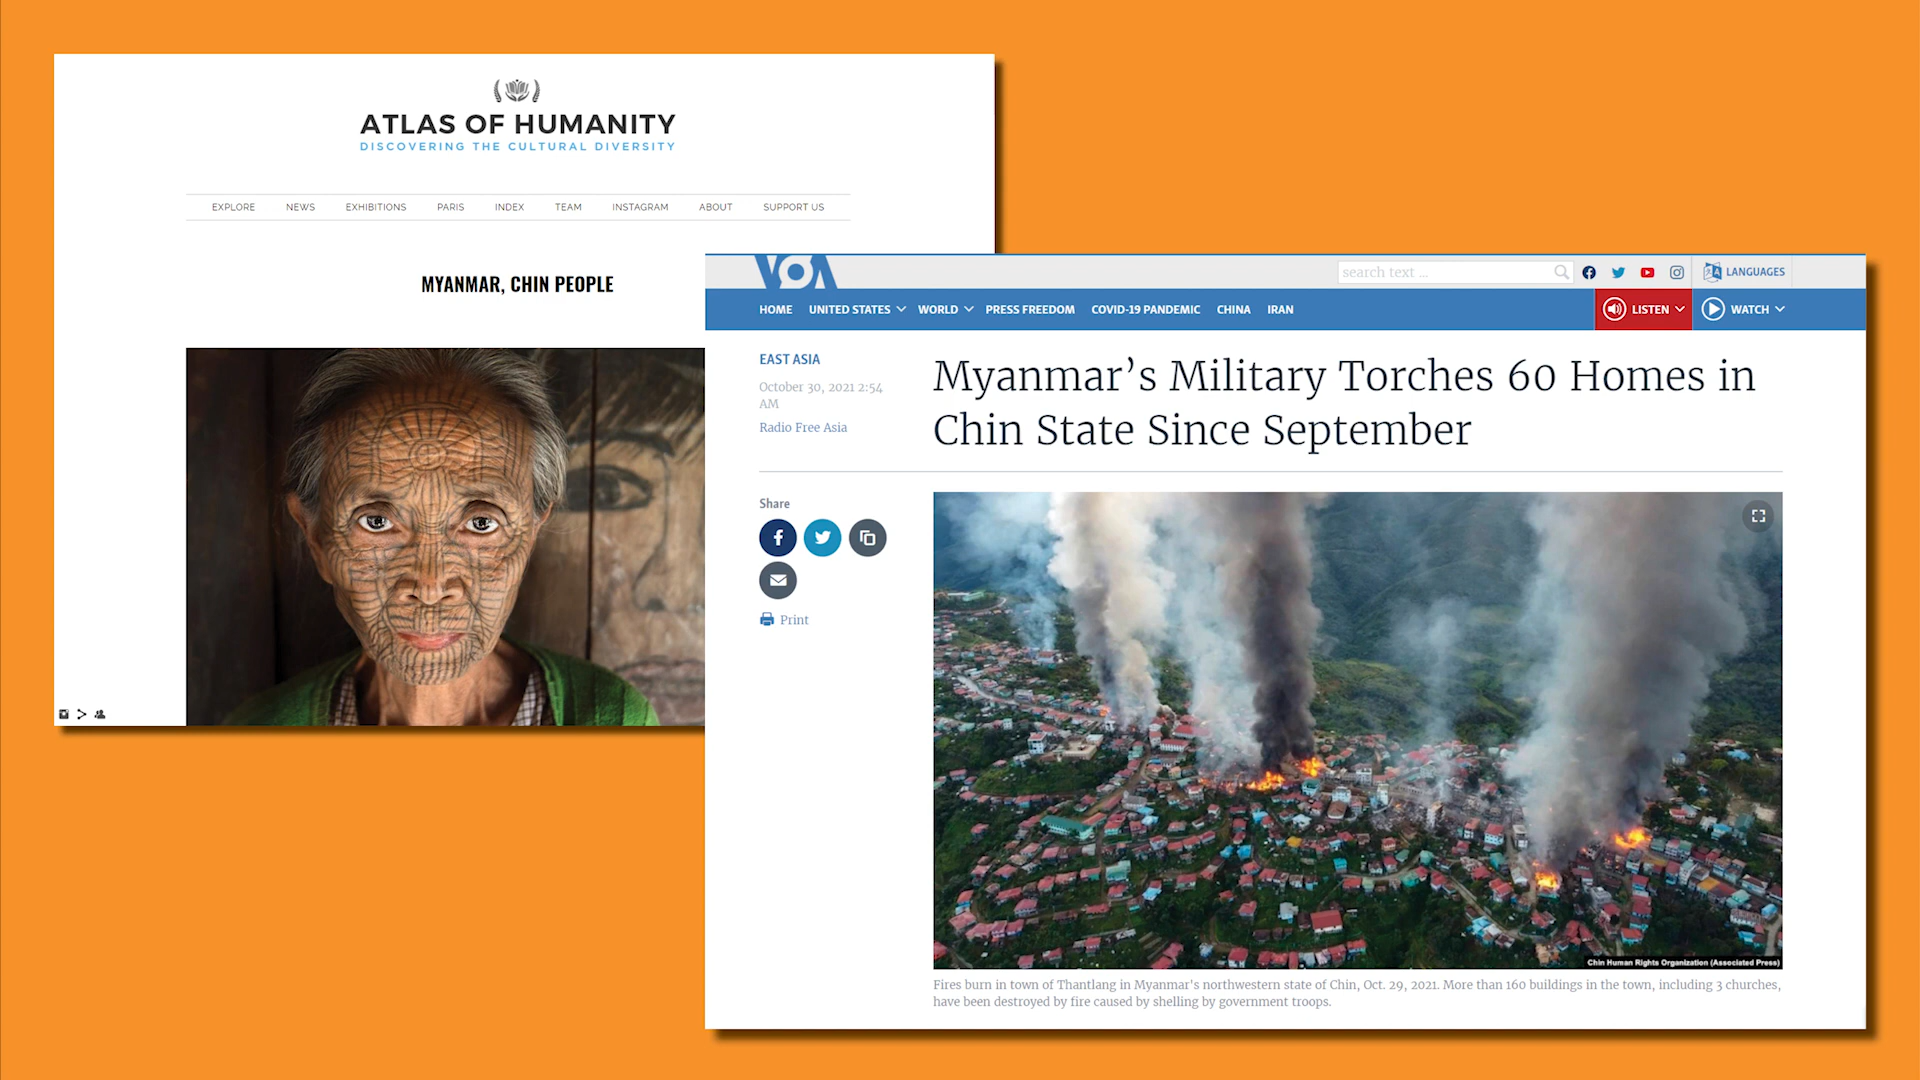 ATLAS OF HUMANITY
DISCOVERING THE CULTURAL DIVERSITY
EXPLORE NEWS EXHIBITIONS PARIS INDEX TEAM INSTAGRAM ABOUT SUPPORT US
MYANMAR, CHIN PEOPLE
VOA
search text ...
LANGUAGES
HOME UNITED STATES WORLD PRESS FREEDOM COVID-19 PANDEMIC CHINA IRAN
LISTEN WATCH
EAST ASIA
October 30, 2021 2:54
AM
Radio Free Asia
Myanmar’s Military Torches 60 Homes in
Chin State Since September
Share
Print
Chin Human Rights Organization (Associated Press)
Fires burn in town of Thantlang in Myanmar's northwestern state of Chin, Oct. 29, 2021. More than 160 buildings in the town, including 3 churches,
have been destroyed by fire caused by shelling by government troops.